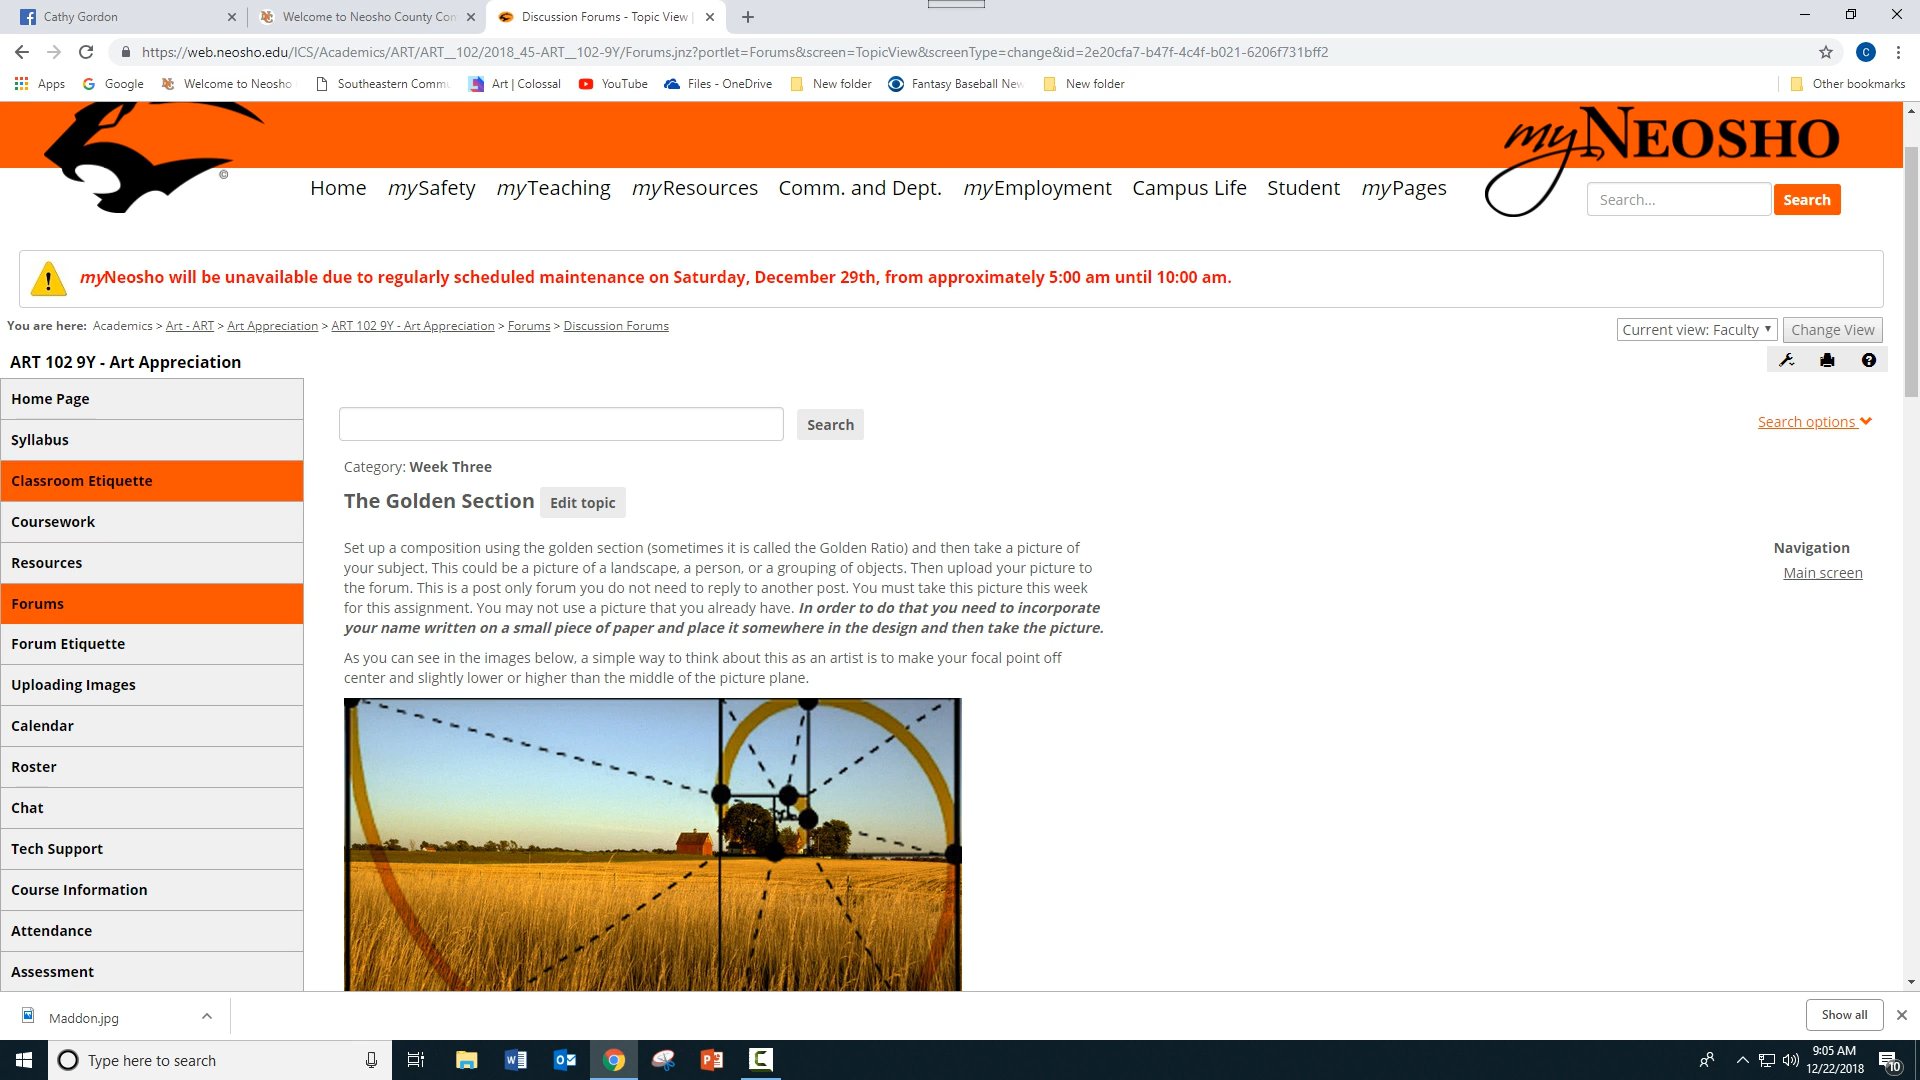 Cathy Gordon
Welcome to Neosho County Con
Discussion Forums - Topic View |
https://web.neosho.edu/ICS/Academics/ART/ART__102/2018_45-ART__102-9Y/Forums.jnz?portlet=Forums&screen=TopicView&screenType=change&id=2e20cfa7-b47f-4c4f-b021-6206f731bff2
C
Apps
Google
Welcome to Neosho
Southeastern Commu
Art | Colossal
YouTube
Files - OneDrive
New folder
Fantasy Baseball New
New folder
Other bookmarks
©
myNEOSHO
Home mySafety myTeaching myResources Comm. and Dept. myEmployment Campus Life Student myPages
Search...
Search
myNeosho will be unavailable due to regularly scheduled maintenance on Saturday, December 29th, from approximately 5:00 am until 10:00 am.
You are here: Academics > Art - ART > Art Appreciation > ART 102 9Y - Art Appreciation > Forums > Discussion Forums
Current view: Faculty
Change View
ART 102 9Y - Art Appreciation
Home Page
Syllabus
Classroom Etiquette
Coursework
Resources
Forums
Forum Etiquette
Uploading Images
Calendar
Roster
Chat
Tech Support
Course Information
Attendance
Assessment
Search
Search options
Category: Week Three
The Golden Section
Edit topic
Set up a composition using the golden section (sometimes it is called the Golden Ratio) and then take a picture of
your subject. This could be a picture of a landscape, a person, or a grouping of objects. Then upload your picture to
the forum. This is a post only forum you do not need to reply to another post. You must take this picture this week
for this assignment. You may not use a picture that you already have. In order to do that you need to incorporate
your name written on a small piece of paper and place it somewhere in the design and then take the picture.
As you can see in the images below, a simple way to think about this as an artist is to make your focal point off
center and slightly lower or higher than the middle of the picture plane.
Navigation
Main screen
Maddon.jpg
Show all
Type here to search
9:05 AM
12/22/2018
10